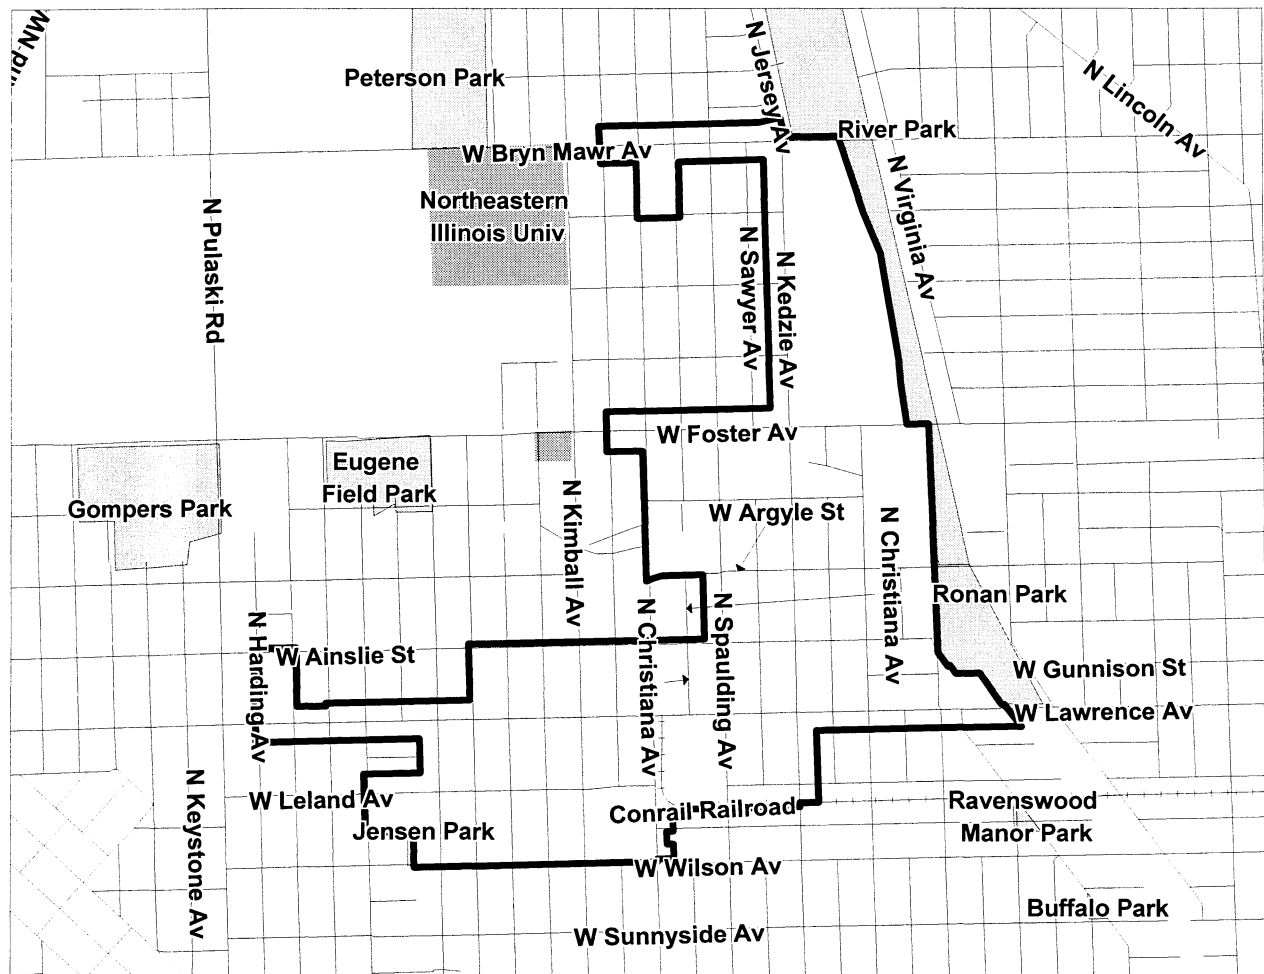 nd NW
N Jersey Av
Peterson Park
N Lincoln Av
River Park
W Bryn Mawr Av
N Virginia Av
Northeastern
Illinois Univ
N Pulaski Rd
N Sawyer Av
N Kedzie Av
W Foster Av
Eugene
Field Park
Gompers Park
N Kimball Av
W Argyle St
N Christiana Av
Ronan Park
N Harding Av
N Christiana Av
N Spaulding Av
W Ainslie St
W Gunnison St
W Lawrence Av
N Keystone Av
W Leland Av
Conrail Railroad
Ravenswood
Manor Park
Jensen Park
W Wilson Av
Buffalo Park
W Sunnyside Av